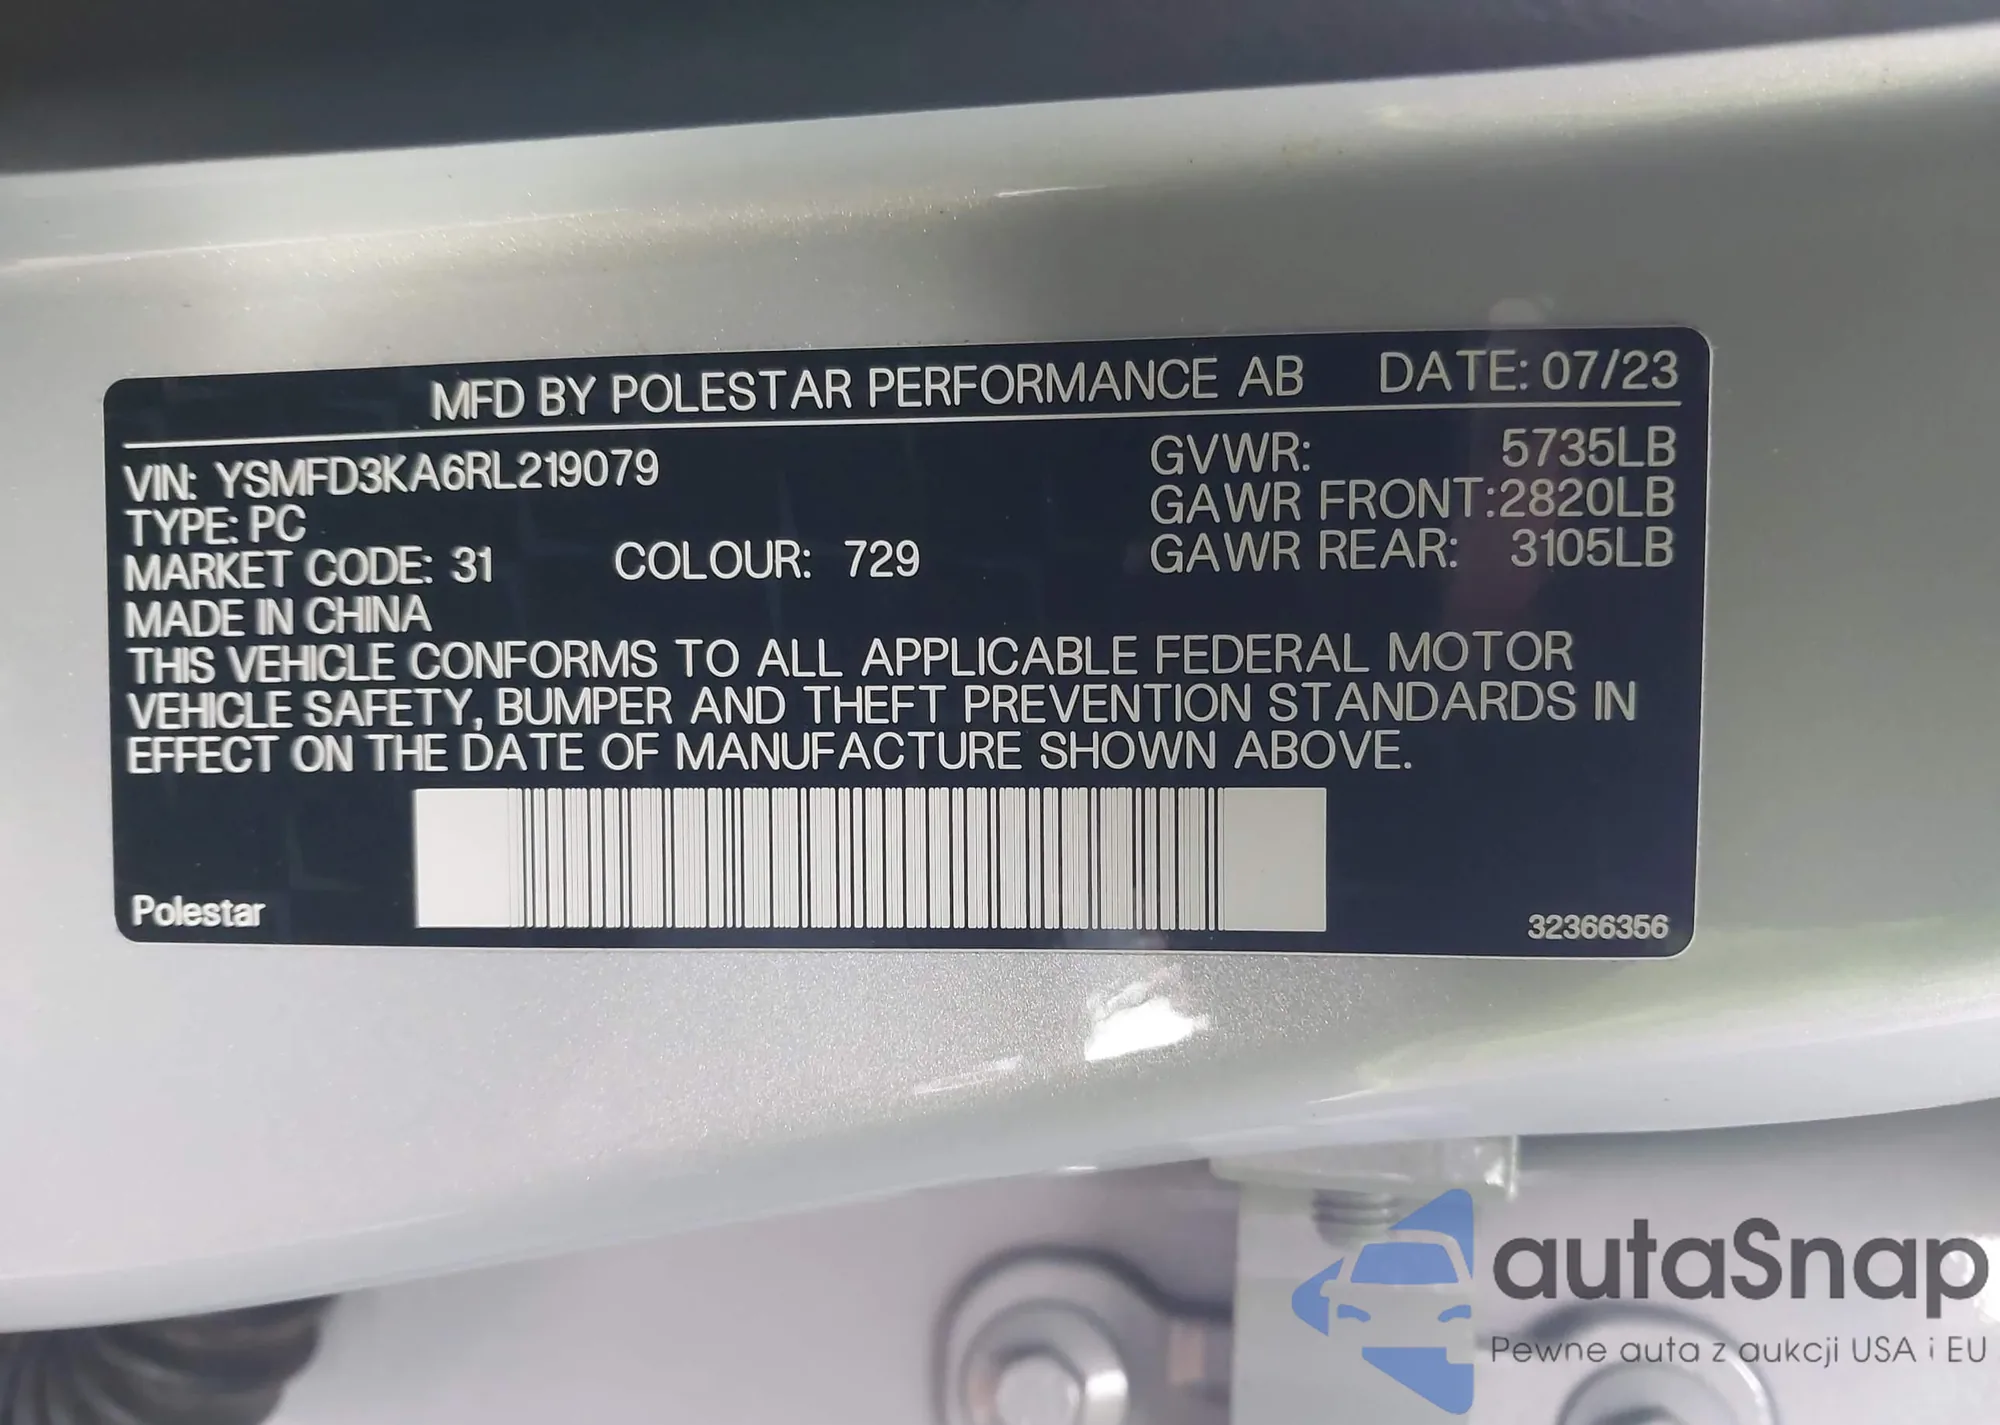 MFD BY POLESTAR PERFORMANCE AB DATE: 07/23
VIN: YSMFD3KA6RL219079 GVWR: 5735LB
TYPE: PC GAWR FRONT: 2820LB
MARKET CODE: 31 COLOUR: 729 GAWR REAR: 3105LB
MADE IN CHINA
THIS VEHICLE CONFORMS TO ALL APPLICABLE FEDERAL MOTOR
VEHICLE SAFETY, BUMPER AND THEFT PREVENTION STANDARDS IN
EFFECT ON THE DATE OF MANUFACTURE SHOWN ABOVE.
Polestar 32366356
autaSnap
Pewne auta z aukcji USA i EU